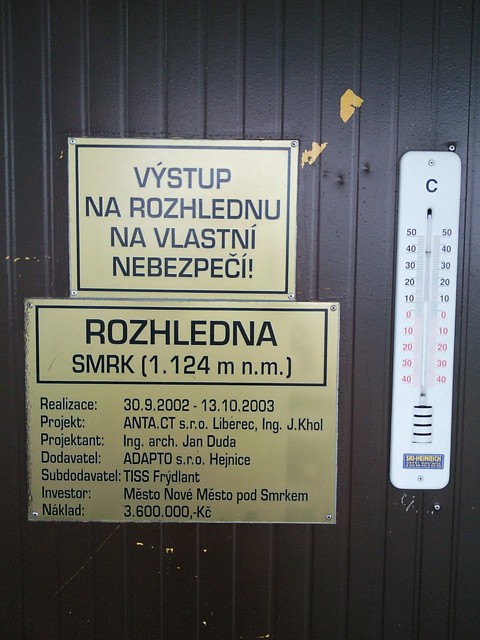 VÝSTUP
NA ROZHLEDNU
NA VLASTNÍ
NEBEZPEČÍ!
ROZHLEDNA
SMRK (1.124 m n.m.)
Realizace: 30.9.2002 - 13.10.2003
Projekt: ANTA.CT s.r.o. Liberec, Ing. J.Khol
Projektant: Ing. arch. Jan Duda
Dodavatel: ADAPTO s.r.o. Hejnice
Subdodavatel: TISS Frýdlant
Investor: Město Nové Město pod Smrkem
Náklad: 3.600.000,-Kč
C
50 50
40 40
30 30
20 20
10 10
0 0
10 10
20 20
30 30
40 40
SKI-HEINRICH